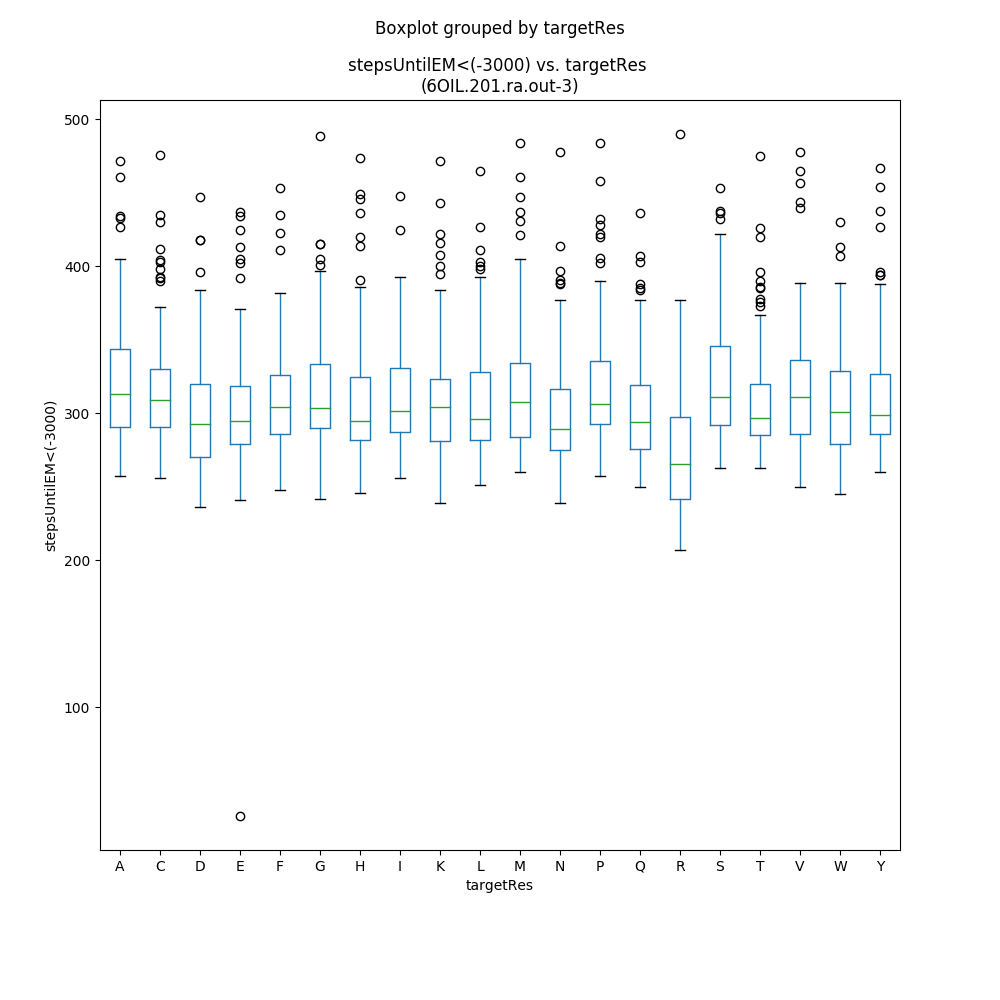 Boxplot grouped by targetRes
stepsUntilEM<(-3000) vs. targetRes
(6OIL.201.ra.out-3)
500
400
300
200
100
stepsUntilEM<(-3000)
A C D E F G H I K L M N P Q R S T V W Y
targetRes